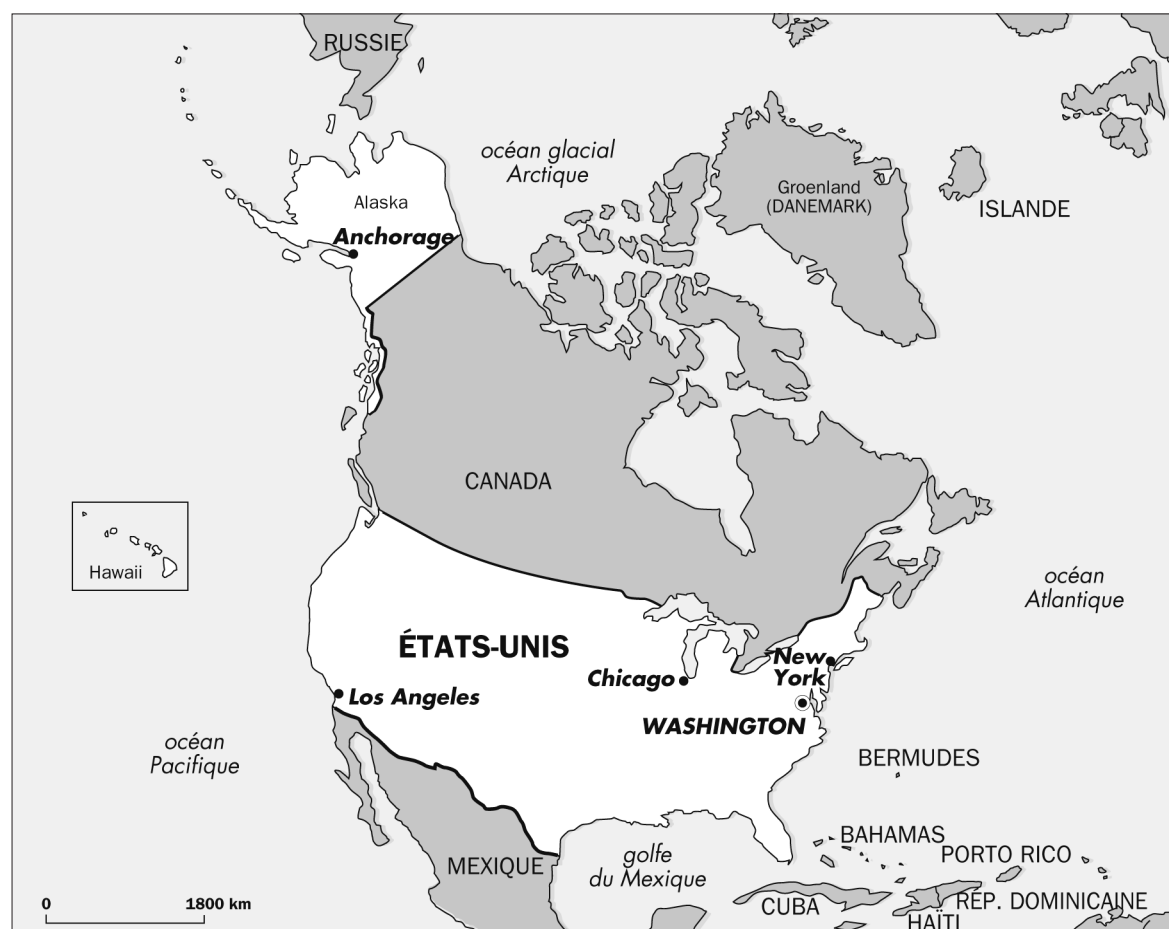 RUSSIE
océan glacial
Arctique
Groenland
(DANEMARK)
ISLANDE
Alaska
Anchorage
CANADA
Hawaii
océan
Atlantique
ÉTATS-UNIS
New
York
Chicago
Los Angeles
WASHINGTON
océan
Pacifique
BERMUDES
BAHAMAS
golfe
du Mexique
PORTO RICO
MEXIQUE
CUBA
RÉP. DOMINICAINE
HAÏTI
0 1800 km